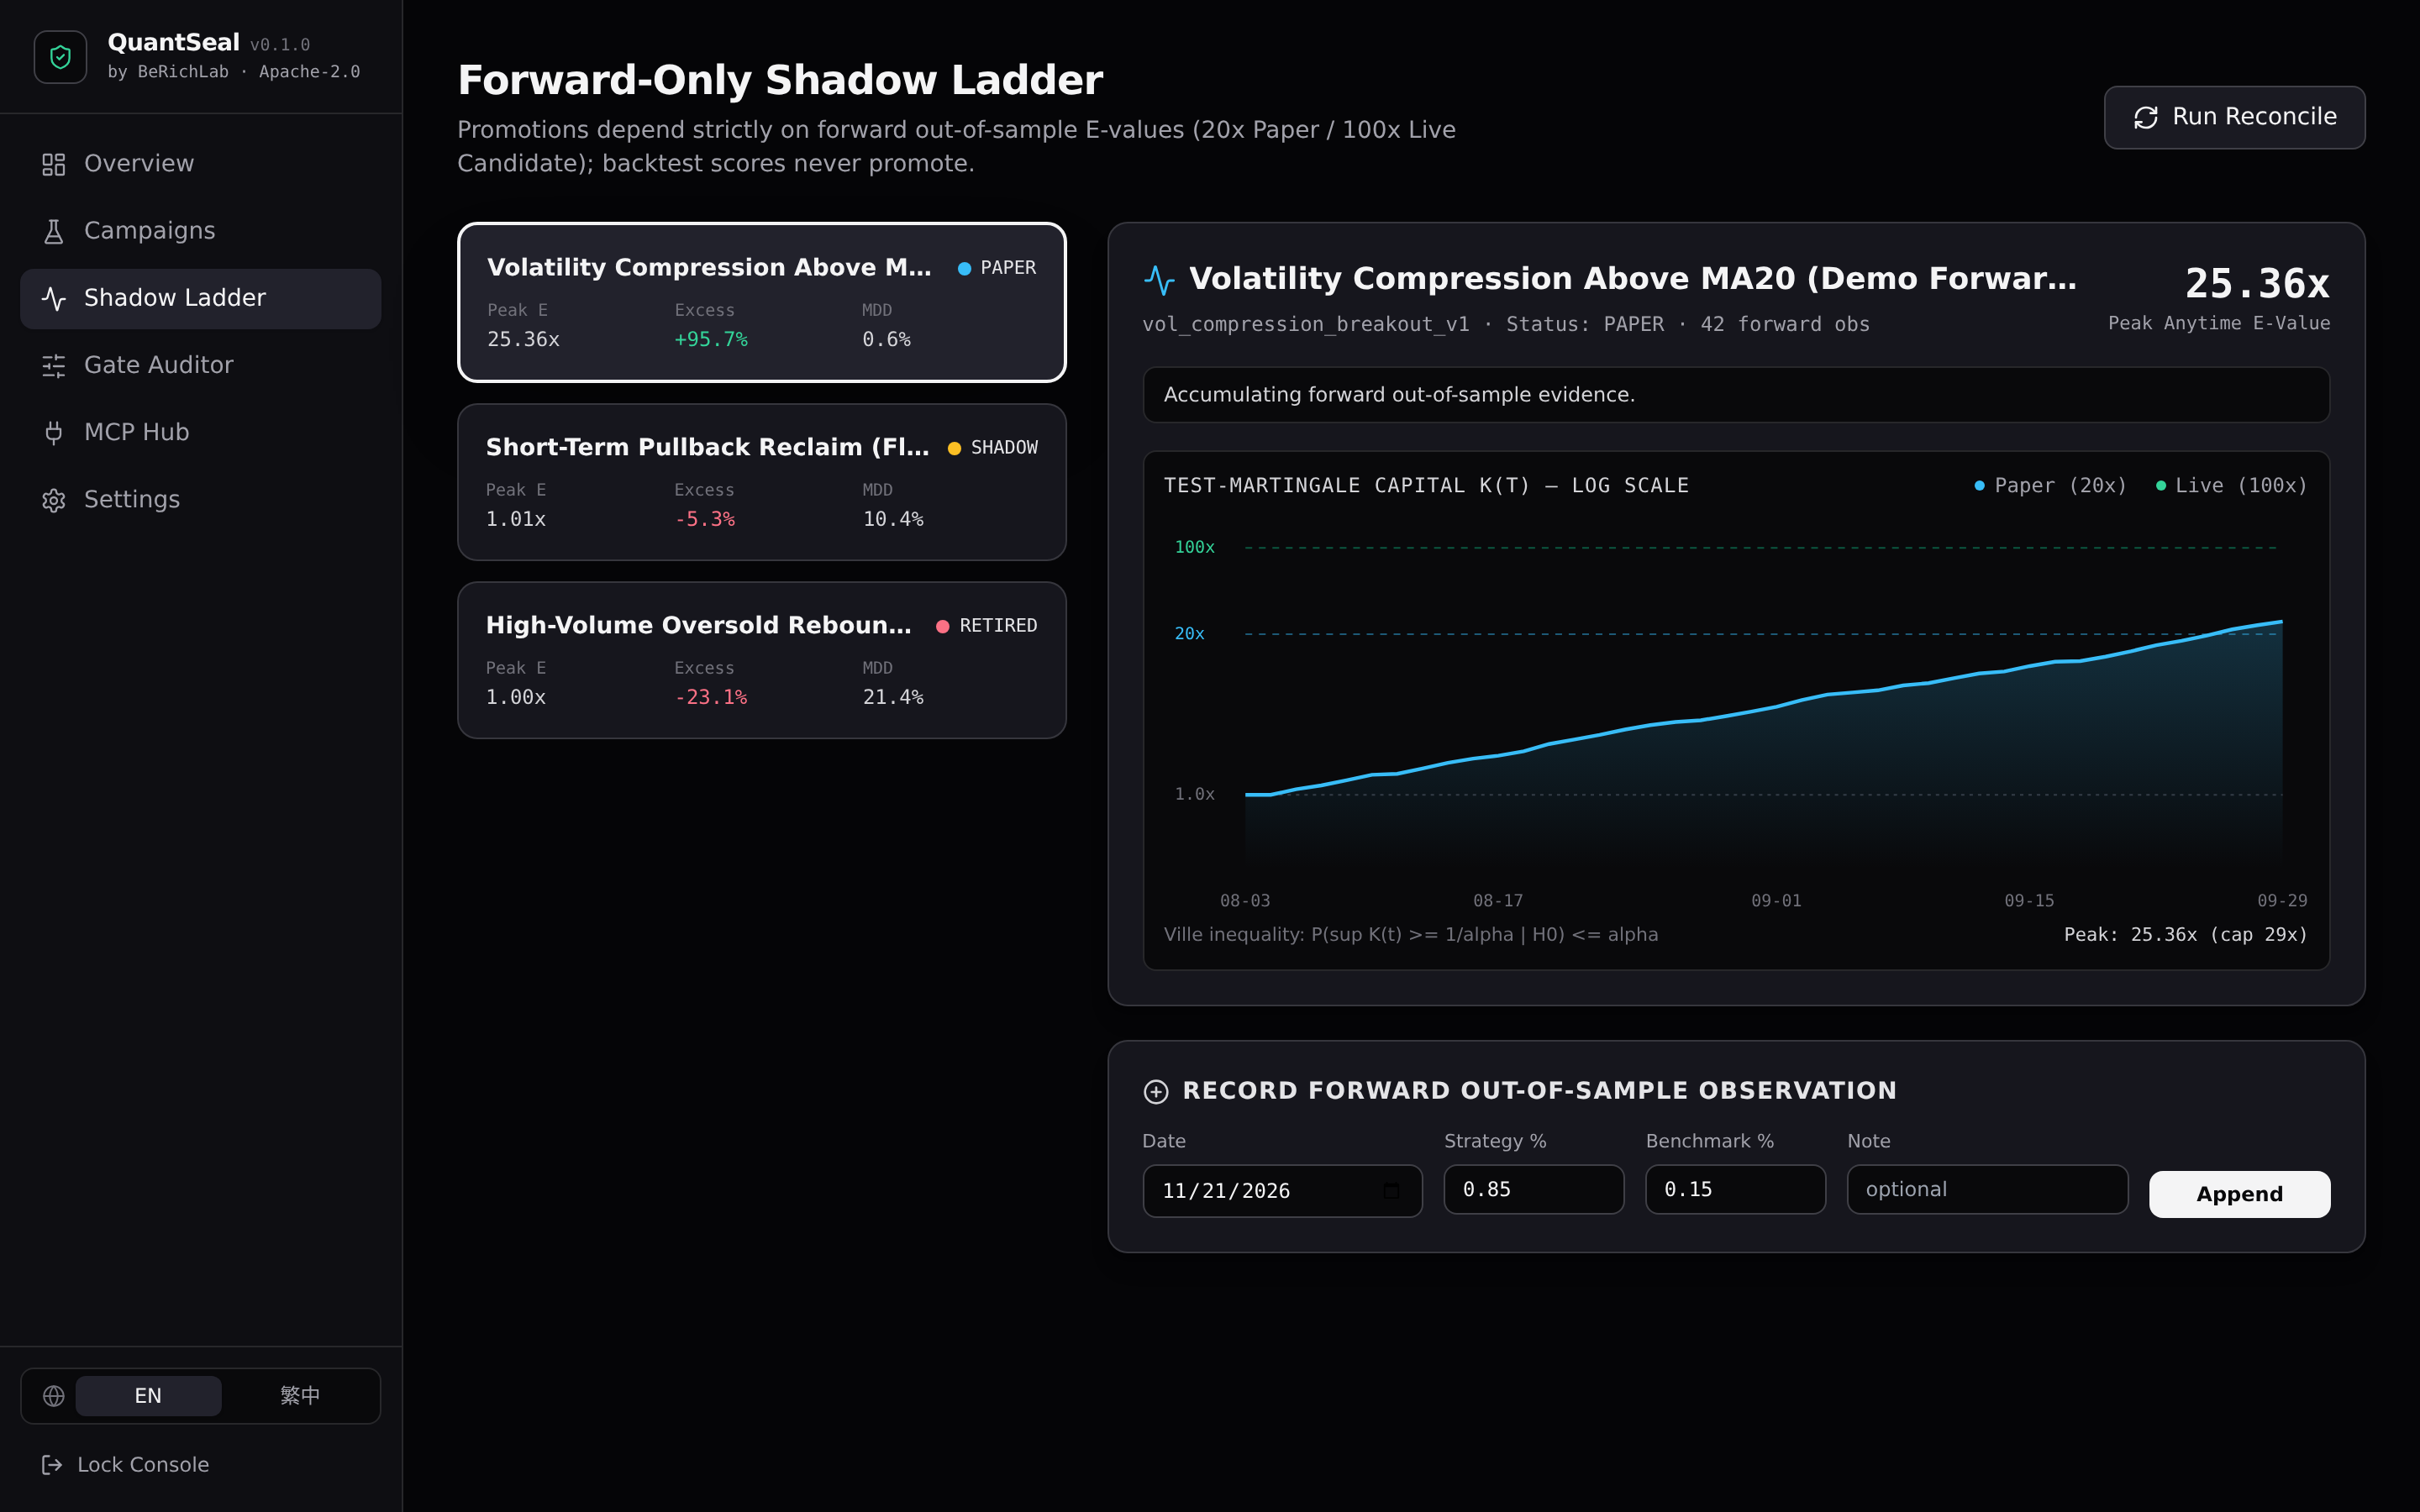 QuantSeal v0.1.0
by BeRichLab · Apache-2.0
Overview
Campaigns
Shadow Ladder
Gate Auditor
MCP Hub
Settings
EN 繁中
Lock Console
Forward-Only Shadow Ladder
Promotions depend strictly on forward out-of-sample E-values (20x Paper / 100x Live
Candidate); backtest scores never promote.
Run Reconcile
Volatility Compression Above M… PAPER
Peak E Excess MDD
25.36x +95.7% 0.6%
Short-Term Pullback Reclaim (Fl… SHADOW
Peak E Excess MDD
1.01x -5.3% 10.4%
High-Volume Oversold Reboun… RETIRED
Peak E Excess MDD
1.00x -23.1% 21.4%
Volatility Compression Above MA20 (Demo Forwar… 25.36x
vol_compression_breakout_v1 · Status: PAPER · 42 forward obs Peak Anytime E-Value
Accumulating forward out-of-sample evidence.
TEST-MARTINGALE CAPITAL K(T) — LOG SCALE Paper (20x) Live (100x)
100x
20x
1.0x
08-03 08-17 09-01 09-15 09-29
Ville inequality: P(sup K(t) >= 1/alpha | H0) <= alpha Peak: 25.36x (cap 29x)
RECORD FORWARD OUT-OF-SAMPLE OBSERVATION
Date Strategy % Benchmark % Note
11/21/2026 0.85 0.15 optional Append